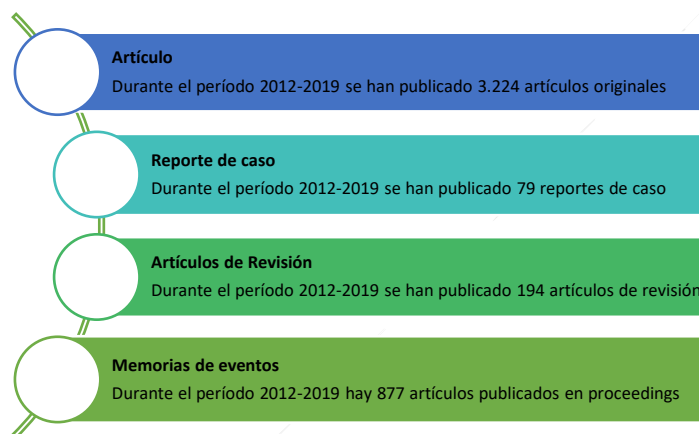 Artículo
Durante el período 2012-2019 se han publicado 3.224 artículos originales
Reporte de caso
Durante el período 2012-2019 se han publicado 79 reportes de caso
Artículos de Revisión
Durante el período 2012-2019 se han publicado 194 artículos de revisión
Memorias de eventos
Durante el período 2012-2019 hay 877 artículos publicados en proceedings